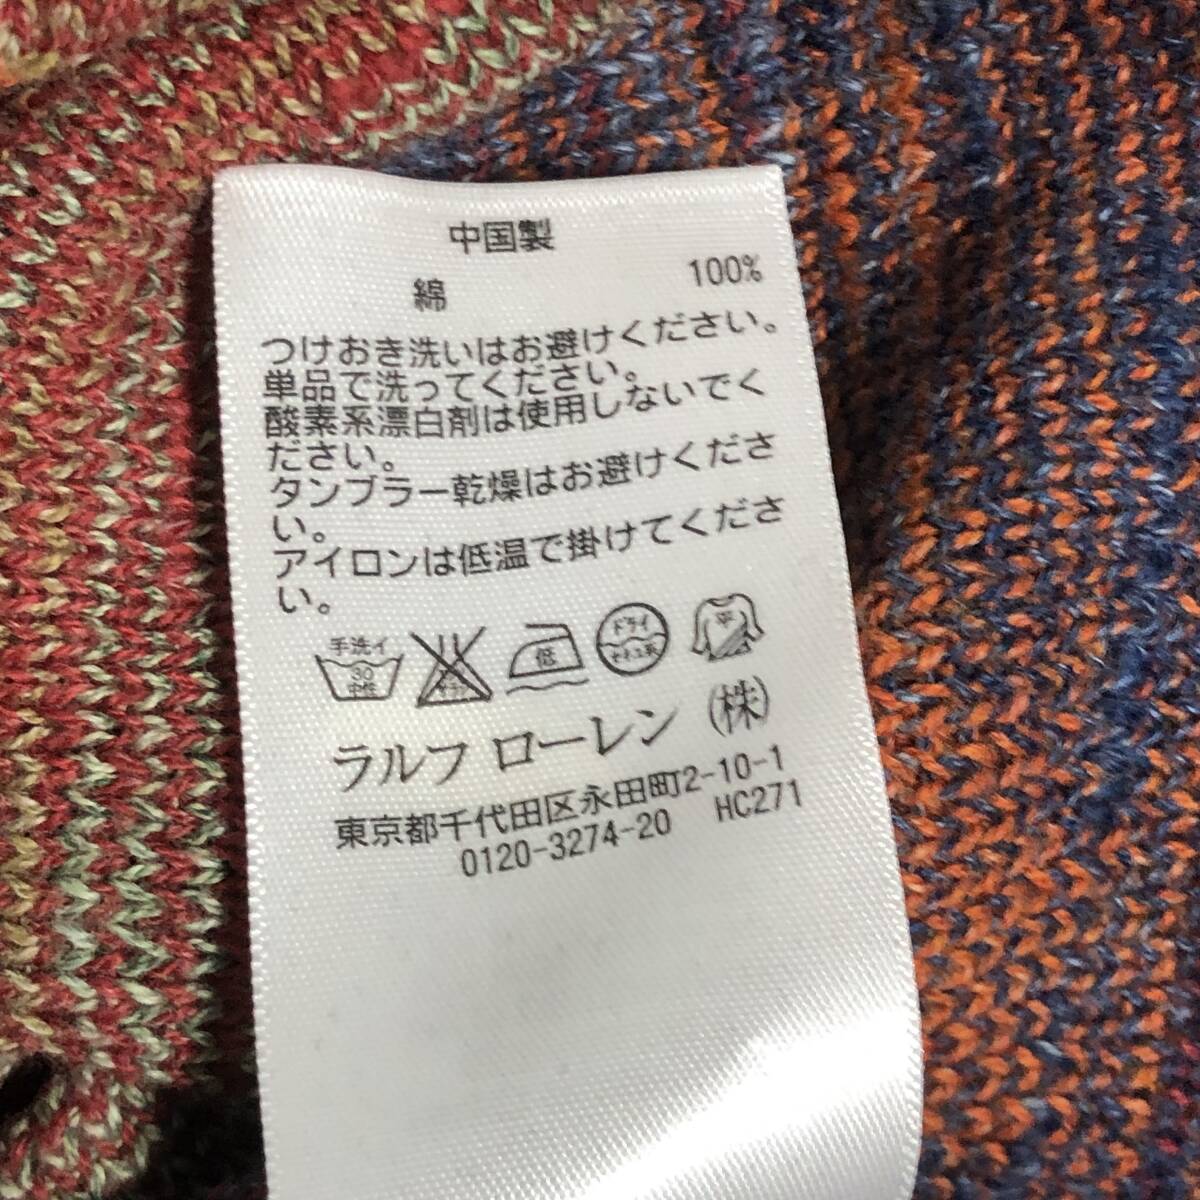 中国製
綿 100%
つけおき洗いはお避けください。
単品で洗ってください。
酸素系漂白剤は使用しないでく
ださい。
タンブラー乾燥はお避けくださ
い。
アイロンは低温で掛けてくださ
い。
手洗イ
30
中性
低
ドライ
平
ラルフ ローレン (株)
東京都千代田区永田町2-10-1
0120-3274-20 HC271